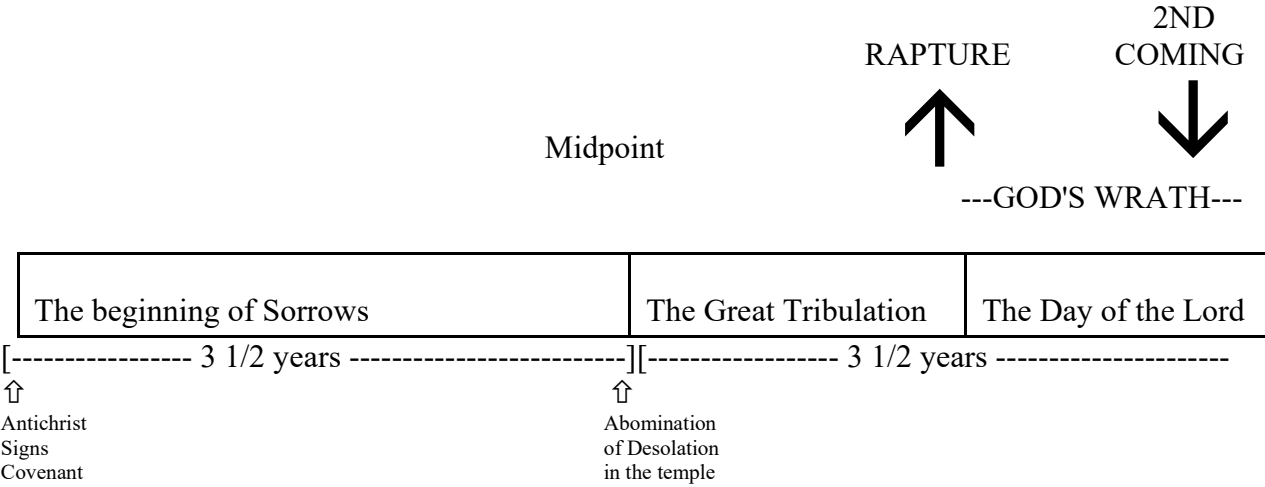 2ND
RAPTURE COMING
Midpoint
---GOD'S WRATH---
The beginning of Sorrows The Great Tribulation The Day of the Lord
[----------------- 3 1/2 years --------------------------][---------------- 3 1/2 years ----------------------
⇧ ⇧
Antichrist Abomination
Signs of Desolation
Covenant in the temple